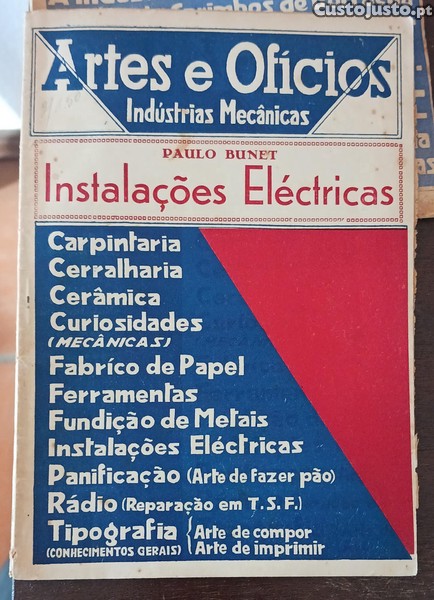 CustoJusto.pt
Artes e Ofícios
Indústrias Mecânicas
PAULO BUNET
Instalações Eléctricas
Carpintaria
Cerralharia
Cerâmica
Curiosidades
(MECÂNICAS)
Fabríco de Papel
Ferramentas
Fundição de Metais
Instalações Eléctricas
Panificação (Arte de fazer pão)
Rádio (Reparação em T.S.F.)
Tipografia { Arte de compor
(CONHECIMENTOS GERAIS) { Arte de imprimir